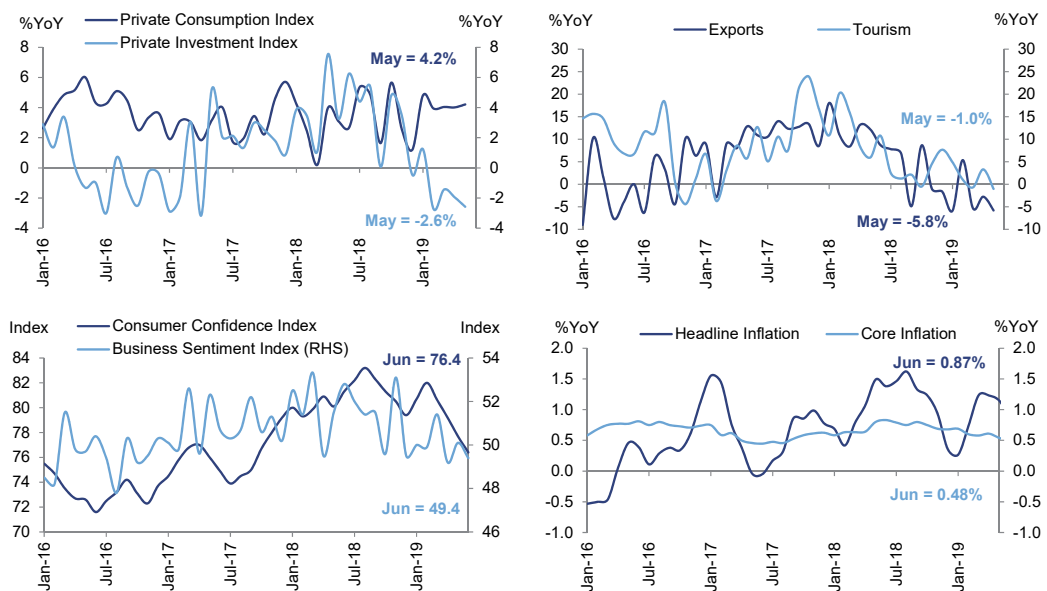 %YoY
Private Consumption Index
Private Investment Index
%YoY
May = 4.2%
May = -2.6%
8
6
4
2
0
-2
-4
8
6
4
2
0
-2
-4
Jan-16
Jul-16
Jan-17
Jul-17
Jan-18
Jul-18
Jan-19
%YoY
Exports
Tourism
%YoY
May = -1.0%
May = -5.8%
30
25
20
15
10
5
0
-5
-10
30
25
20
15
10
5
0
-5
-10
Jan-16
Jul-16
Jan-17
Jul-17
Jan-18
Jul-18
Jan-19
Index
Consumer Confidence Index
Business Sentiment Index (RHS)
Index
Jun = 76.4
Jun = 49.4
84
82
80
78
76
74
72
70
54
52
50
48
46
Jan-16
Jul-16
Jan-17
Jul-17
Jan-18
Jul-18
Jan-19
%YoY
Headline Inflation
Core Inflation
%YoY
Jun = 0.87%
Jun = 0.48%
2.0
1.5
1.0
0.5
0.0
-0.5
-1.0
2.0
1.5
1.0
0.5
0.0
-0.5
-1.0
Jan-16
Jul-16
Jan-17
Jul-17
Jan-18
Jul-18
Jan-19